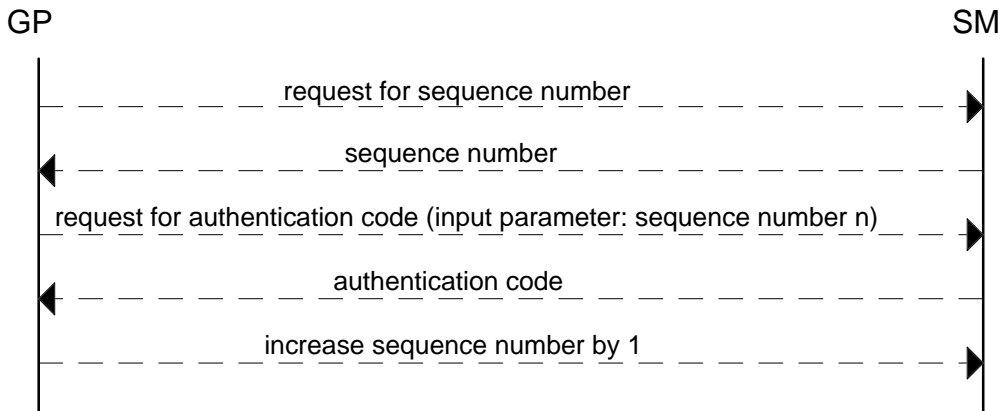 GP
SM
request for sequence number
sequence number
request for authentication code (input parameter: sequence number n)
authentication code
increase sequence number by 1